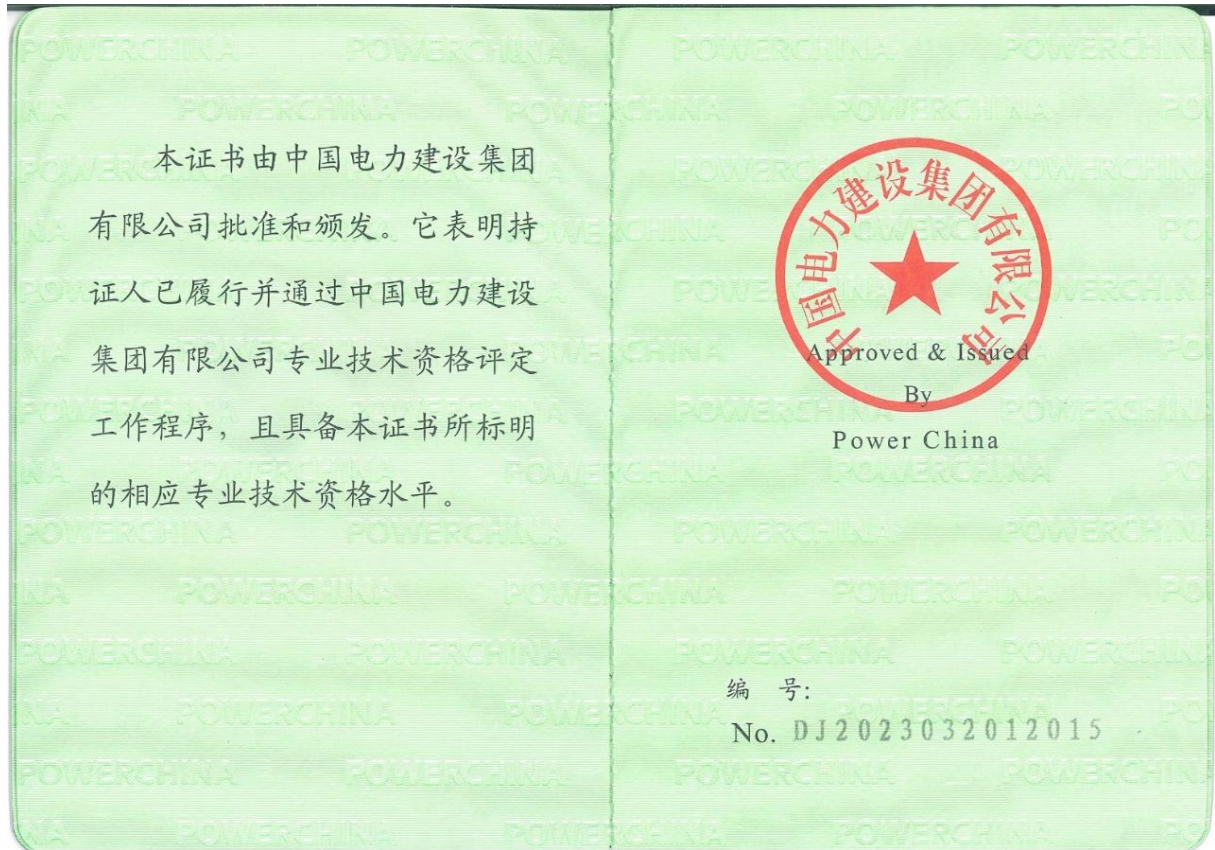 本证书由中国电力建设集团
有限公司批准和颁发。它表明持
证人已履行并通过中国电力建设
集团有限公司专业技术资格评定
工作程序，且具备本证书所标明
的相应专业技术资格水平。
中国电力建设集团有限公司
Approved & Issued
By
Power China
编 号:
No. DJ2023032012015
POWERCHINA POWERCHINA POWERCHINA POWERCHINA